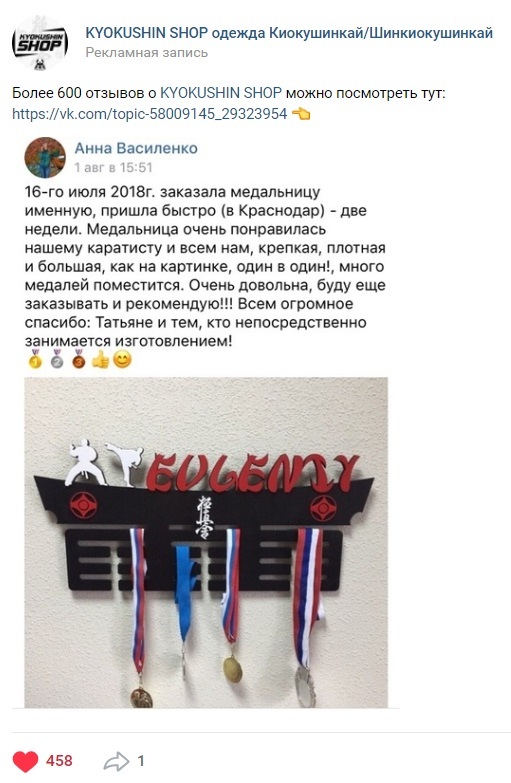 KYOKUSHIN
SHOP
KYOKUSHIN SHOP одежда Киокушинкай/Шинкиокушинкай
Рекламная запись
Более 600 отзывов о KYOKUSHIN SHOP можно посмотреть тут:
https://vk.com/topic-58009145_29323954 👈
Анна Василенко
1 авг в 15:51
16-го июля 2018г. заказала медальницу
именную, пришла быстро (в Краснодар) - две
недели. Медальница очень понравилась
нашему каратисту и всем нам, крепкая, плотная
и большая, как на картинке, один в один!, много
медалей поместится. Очень довольна, буду еще
заказывать и рекомендую!!! Всем огромное
спасибо: Татьяне и тем, кто непосредственно
занимается изготовлением!
🥇🥈🥉👍😊
EVGENIY
極真会
458 1